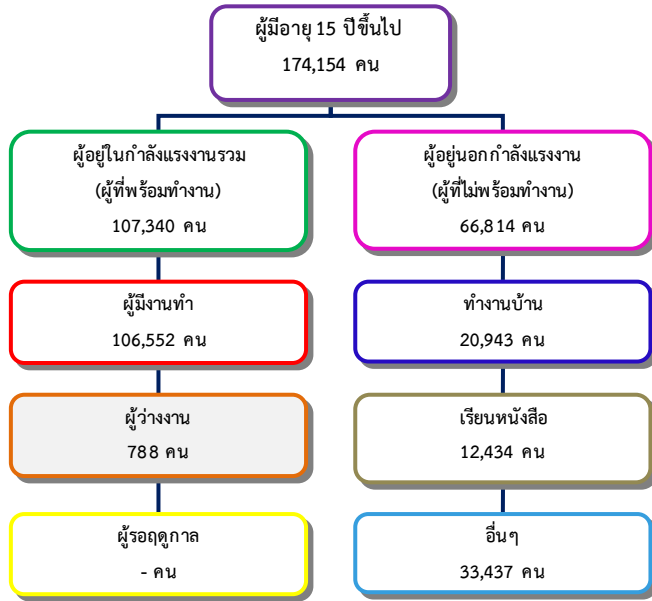 ผู้มีอายุ 15 ปีขึ้นไป
174,154 คน
ผู้อยู่ในกำลังแรงงานรวม
(ผู้ที่พร้อมทำงาน)
107,340 คน
ผู้อยู่นอกกำลังแรงงาน
(ผู้ที่ไม่พร้อมทำงาน)
66,814 คน
ผู้มีงานทำ
106,552 คน
ทำงานบ้าน
20,943 คน
ผู้ว่างงาน
788 คน
เรียนหนังสือ
12,434 คน
ผู้รอฤดูกาล
- คน
อื่นๆ
33,437 คน